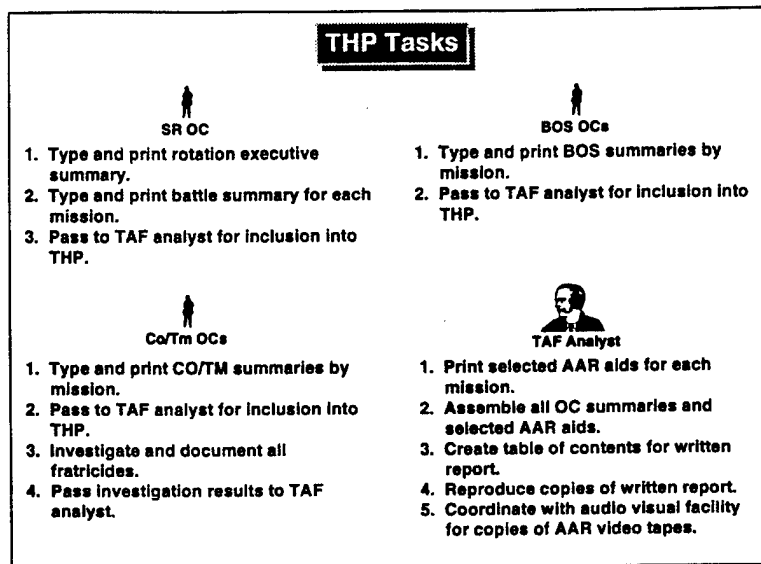 THP Tasks
SR OC
1. Type and print rotation executive
summary.
2. Type and print battle summary for each
mission.
3. Pass to TAF analyst for inclusion into
THP.
BOS OCs
1. Type and print BOS summaries by
mission.
2. Pass to TAF analyst for inclusion into
THP.
Co/Tm OCs
1. Type and print CO/TM summaries by
mission.
2. Pass to TAF analyst for inclusion into
THP.
3. Investigate and document all
fratricides.
4. Pass investigation results to TAF
analyst.
TAF Analyst
1. Print selected AAR aids for each
mission.
2. Assemble all OC summaries and
selected AAR aids.
3. Create table of contents for written
report.
4. Reproduce copies of written report.
5. Coordinate with audio visual facility
for copies of AAR video tapes.